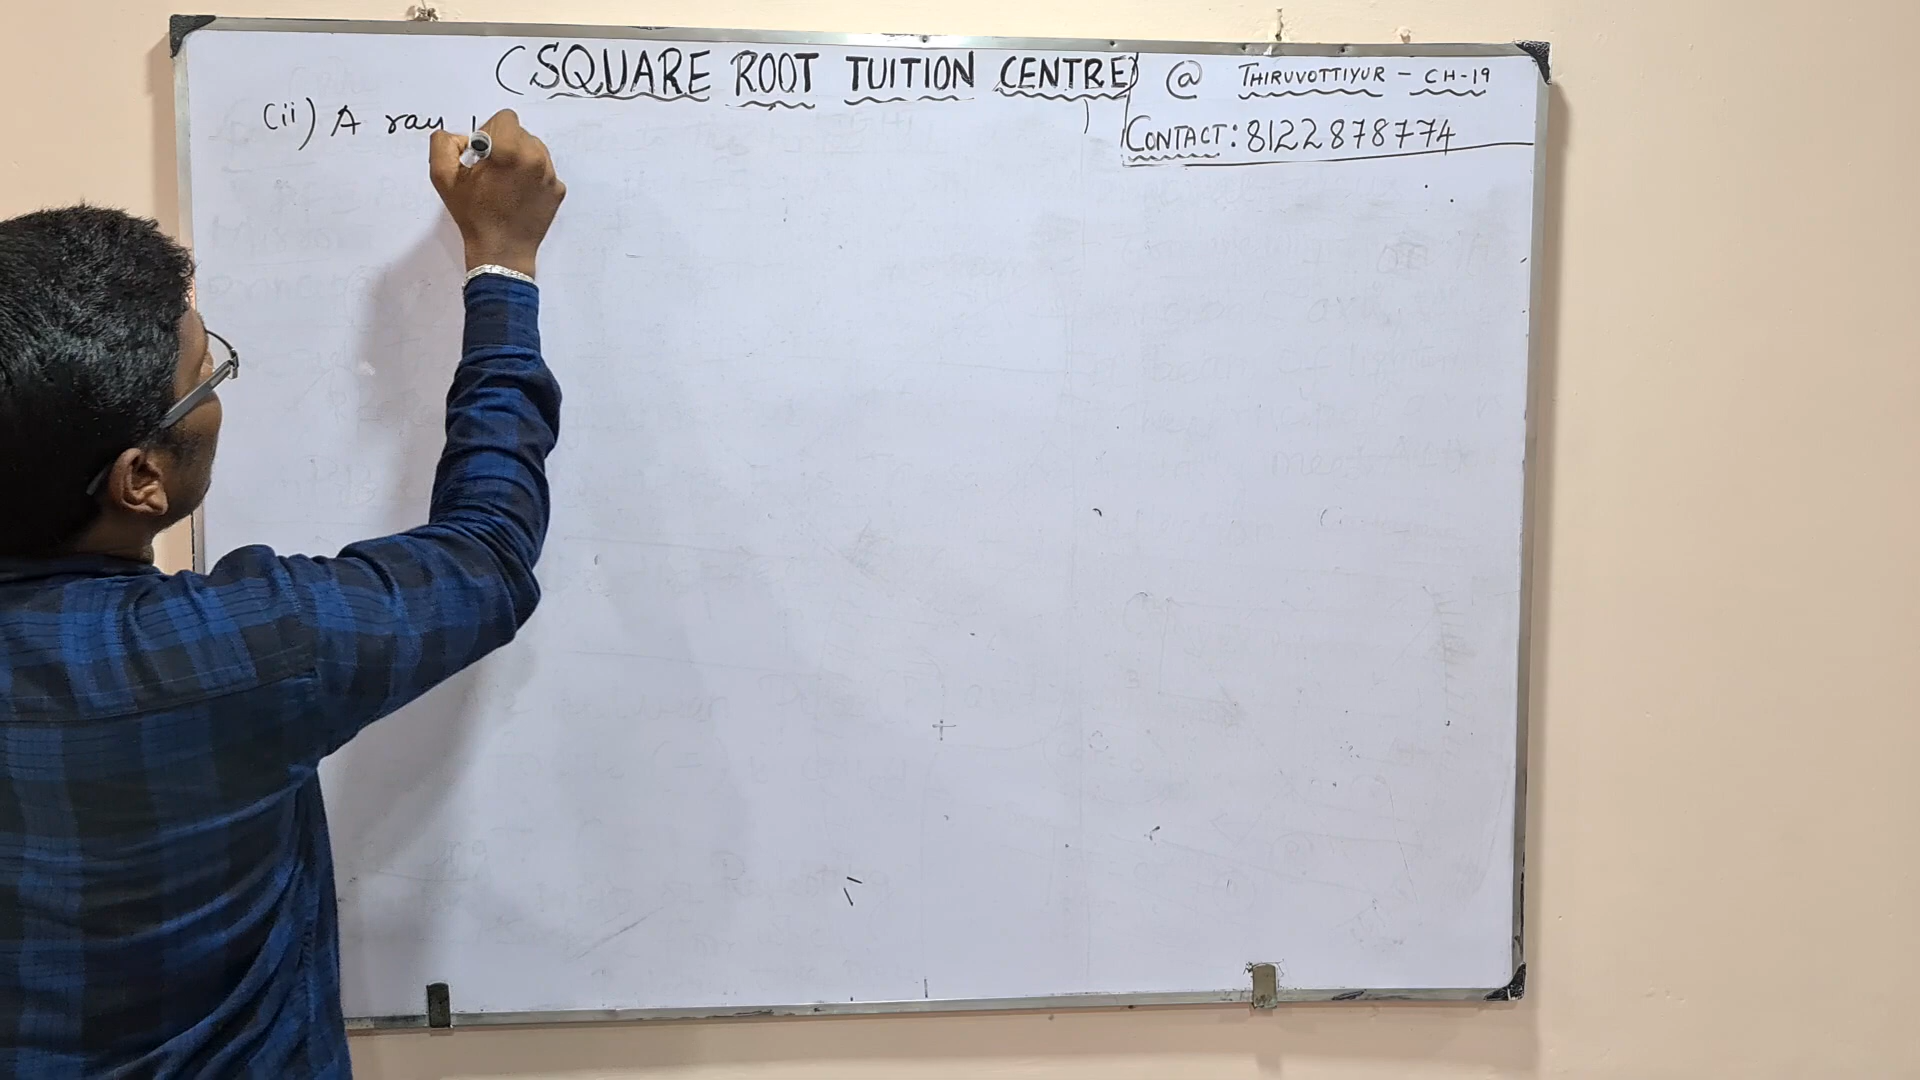 (SQUARE ROOT TUITION CENTRE) @ THIRUVOTTIYUR - CH-19
CONTACT: 8122878774
(ii) A ray